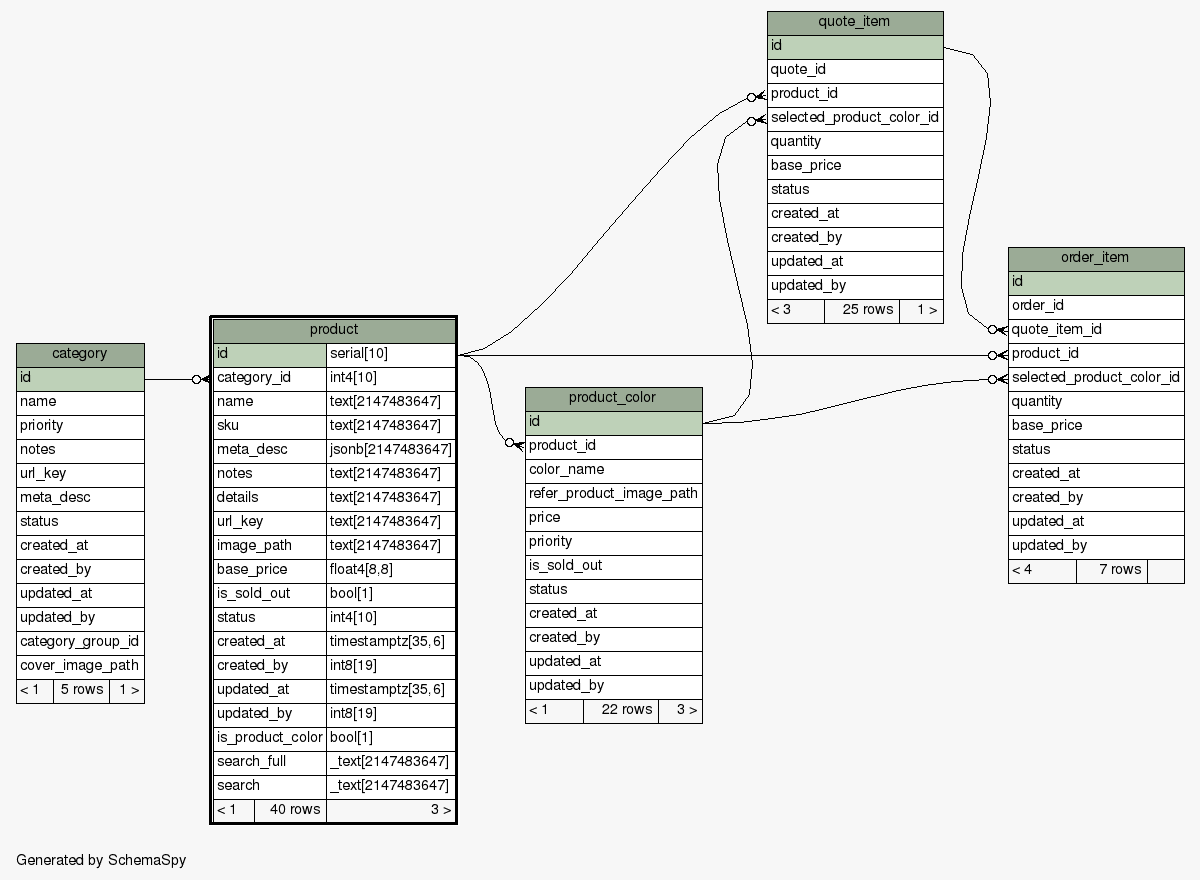 quote_item
id
quote_id
product_id
selected_product_color_id
quantity
base_price
status
created_at
created_by
updated_at
updated_by
< 3 25 rows 1 >
order_item
id
order_id
quote_item_id
product_id
selected_product_color_id
quantity
base_price
status
created_at
created_by
updated_at
updated_by
< 4 7 rows
category
id
name
priority
notes
url_key
meta_desc
status
created_at
created_by
updated_at
updated_by
category_group_id
cover_image_path
< 1 5 rows 1 >
product
id serial[10]
category_id int4[10]
name text[2147483647]
sku text[2147483647]
meta_desc jsonb[2147483647]
notes text[2147483647]
details text[2147483647]
url_key text[2147483647]
image_path text[2147483647]
base_price float4[8,8]
is_sold_out bool[1]
status int4[10]
created_at timestamptz[35,6]
created_by int8[19]
updated_at timestamptz[35,6]
updated_by int8[19]
is_product_color bool[1]
search_full _text[2147483647]
search _text[2147483647]
< 1 40 rows 3 >
product_color
id
product_id
color_name
refer_product_image_path
price
priority
is_sold_out
status
created_at
created_by
updated_at
updated_by
< 1 22 rows 3 >
Generated by SchemaSpy